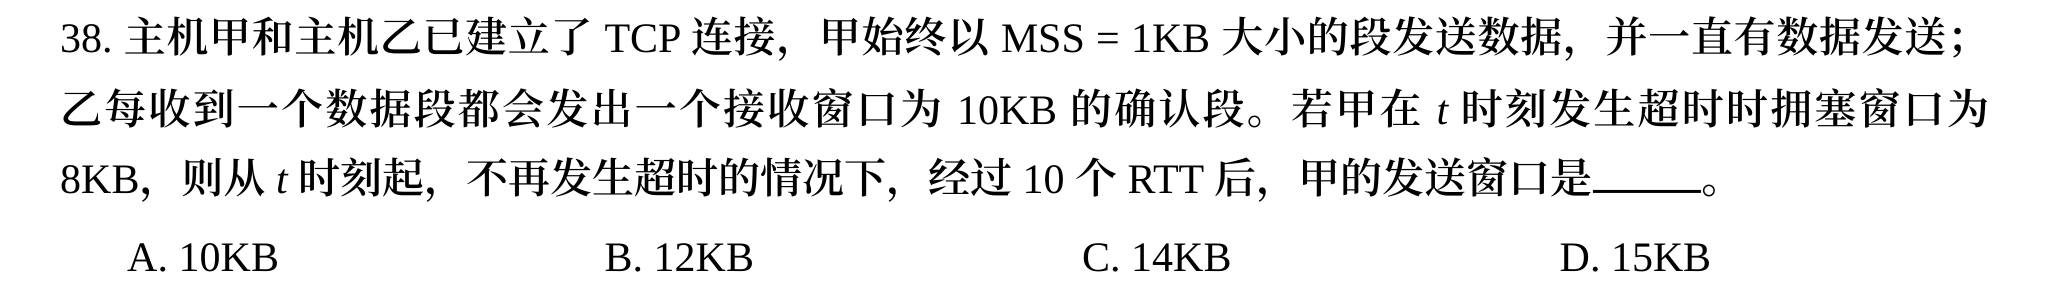 38. 主机甲和主机乙已建立了 TCP 连接，甲始终以 MSS = 1KB 大小的段发送数据，并一直有数据发送；
乙每收到一个数据段都会发出一个接收窗口为 10KB 的确认段。若甲在 t 时刻发生超时时拥塞窗口为
8KB，则从 t 时刻起，不再发生超时的情况下，经过 10 个 RTT 后，甲的发送窗口是______。
A. 10KB B. 12KB C. 14KB D. 15KB